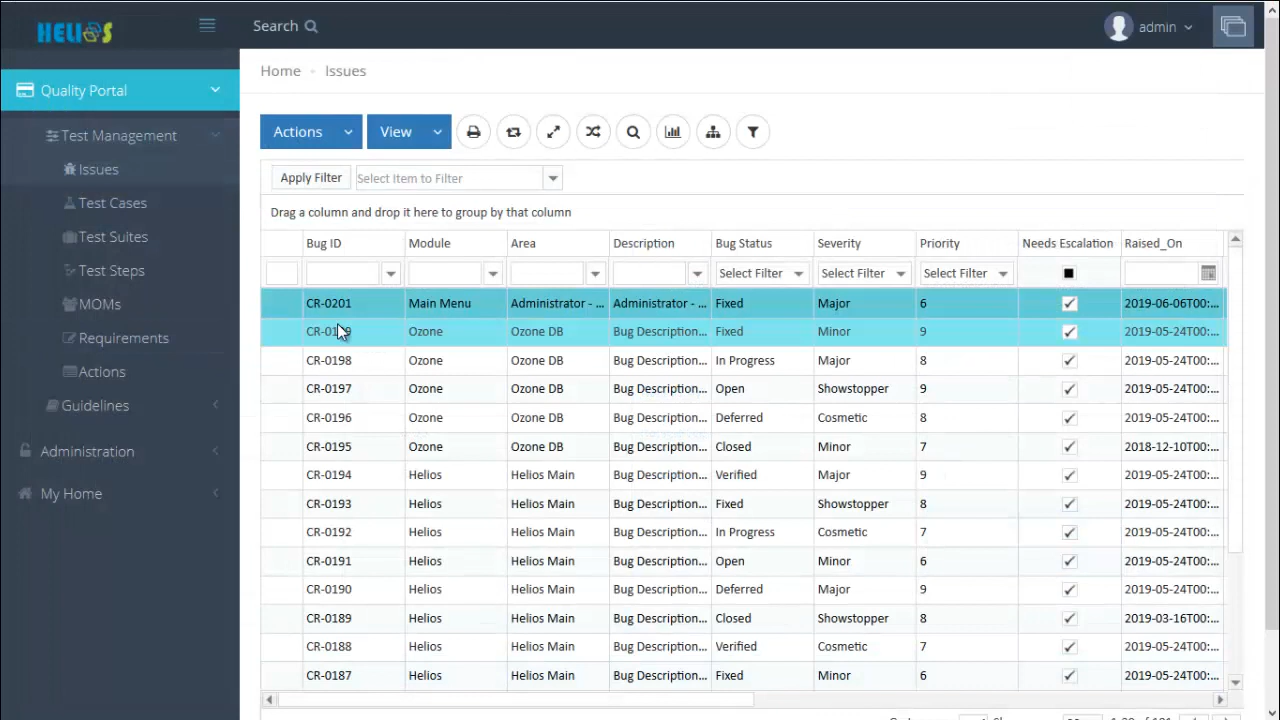 HELIOS
Search
admin
Quality Portal
Test Management
Issues
Test Cases
Test Suites
Test Steps
MOMs
Requirements
Actions
Guidelines
Administration
My Home
Home - Issues
Actions View
Apply Filter Select Item to Filter
Drag a column and drop it here to group by that column
Bug ID Module Area Description Bug Status Severity Priority Needs Escalation Raised_On
Select Filter Select Filter Select Filter
CR-0201 Main Menu Administrator - ... Administrator - ... Fixed Major 6 2019-06-06T00:...
Ozone Ozone DB Bug Description... Fixed Minor 9 2019-05-24T00:...
CR-0198 Ozone Ozone DB Bug Description... In Progress Major 8 2019-05-24T00:...
CR-0197 Ozone Ozone DB Bug Description... Open Showstopper 9 2019-05-24T00:...
CR-0196 Ozone Ozone DB Bug Description... Deferred Cosmetic 8 2019-05-24T00:...
CR-0195 Ozone Ozone DB Bug Description... Closed Minor 7 2018-12-10T00:...
CR-0194 Helios Helios Main Bug Description... Verified Major 9 2019-05-24T00:...
CR-0193 Helios Helios Main Bug Description... Fixed Showstopper 8 2019-05-24T00:...
CR-0192 Helios Helios Main Bug Description... In Progress Cosmetic 7 2019-05-24T00:...
CR-0191 Helios Helios Main Bug Description... Open Minor 6 2019-05-24T00:...
CR-0190 Helios Helios Main Bug Description... Deferred Major 9 2019-05-24T00:...
CR-0189 Helios Helios Main Bug Description... Closed Showstopper 8 2019-03-16T00:...
CR-0188 Helios Helios Main Bug Description... Verified Cosmetic 7 2019-05-24T00:...
CR-0187 Helios Helios Main Bug Description... Fixed Minor 6 2019-05-24T00:...